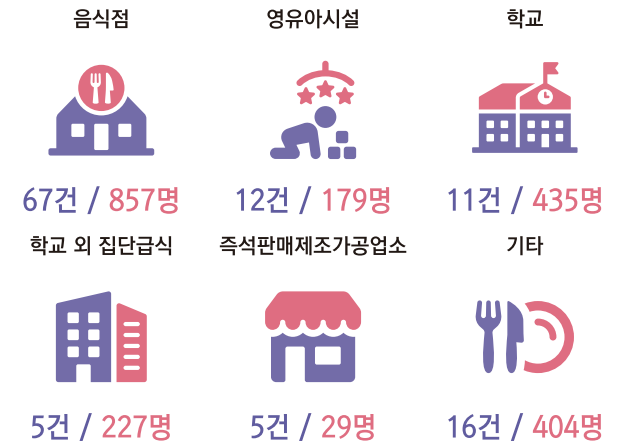 음식점
영유아시설
학교
67건 / 857명
12건 / 179명
11건 / 435명
학교 외 집단급식
즉석판매제조가공업소
기타
5건 / 227명
5건 / 29명
16건 / 404명